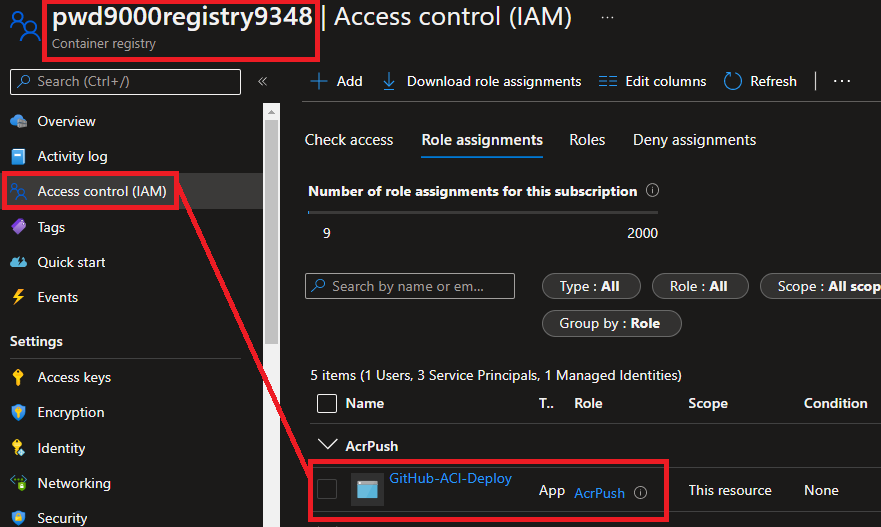 pwd9000registry9348 | Access control (IAM) ...
Container registry
Search (Ctrl+/)
«
Overview
Activity log
Access control (IAM)
Tags
Quick start
Events
Settings
Access keys
Encryption
Identity
Networking
Security
Add
Download role assignments
Edit columns
Refresh
...
Check access
Role assignments
Roles
Deny assignments
Number of role assignments for this subscription
9
2000
Search by name or em...
Type : All
Role : All
Scope : All scop
Group by : Role
5 items (1 Users, 3 Service Principals, 1 Managed Identities)
Name T.. Role Scope Condition
AcrPush
GitHub-ACI-Deploy App AcrPush This resource None